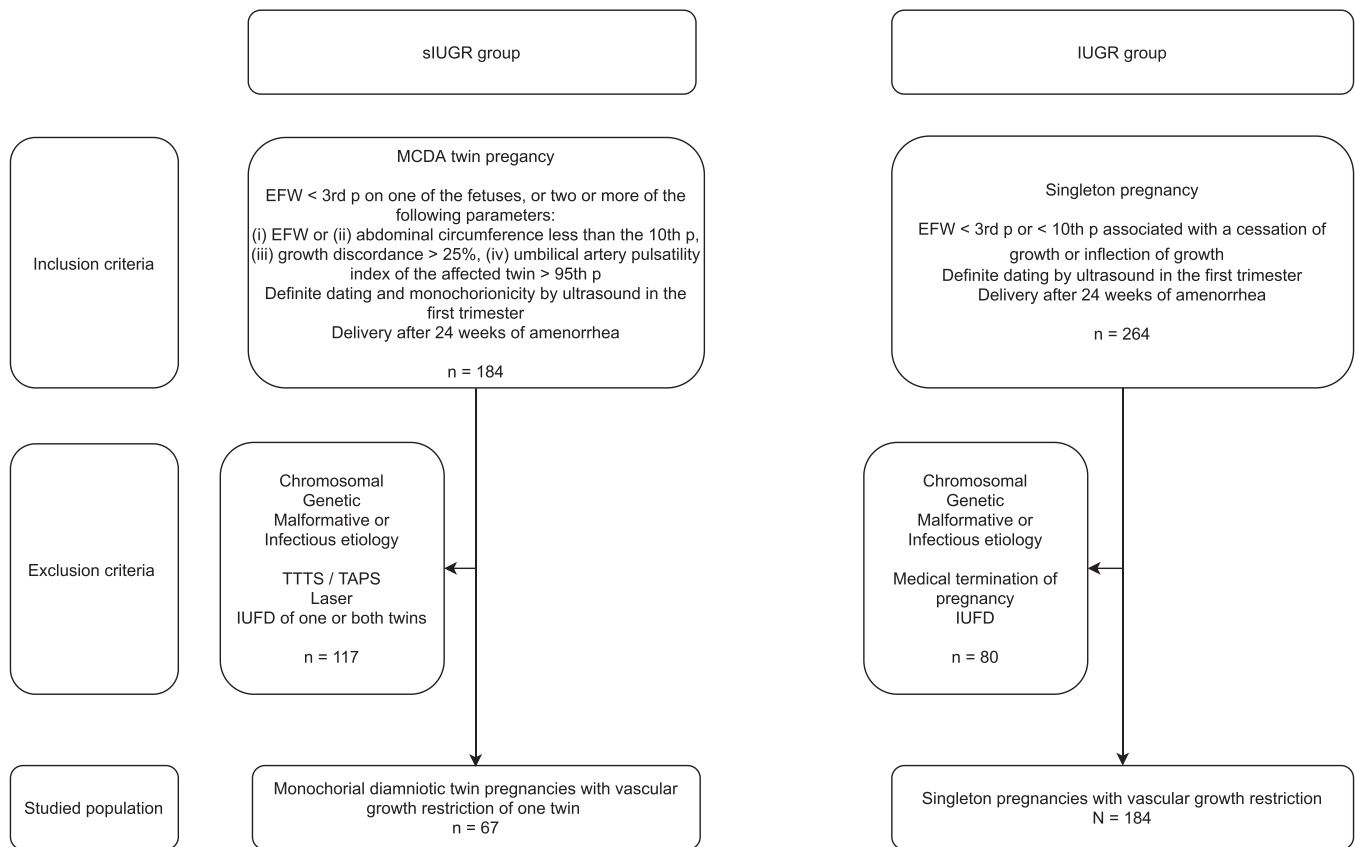 sIUGR group
IUGR group
Inclusion criteria
MCDA twin pregancy
EFW < 3rd p on one of the fetuses, or two or more of the
following parameters:
(i) EFW or (ii) abdominal circumference less than the 10th p,
(iii) growth discordance > 25%, (iv) umbilical artery pulsatility
index of the affected twin > 95th p
Definite dating and monochorionicity by ultrasound in the
first trimester
Delivery after 24 weeks of amenorrhea
n = 184
Singleton pregnancy
EFW < 3rd p or < 10th p associated with a cessation of
growth or inflection of growth
Definite dating by ultrasound in the first trimester
Delivery after 24 weeks of amenorrhea
n = 264
Exclusion criteria
Chromosomal
Genetic
Malformative or
Infectious etiology
TTTS / TAPS
Laser
IUFD of one or both twins
n = 117
Chromosomal
Genetic
Malformative or
Infectious etiology
Medical termination of
pregnancy
IUFD
n = 80
Studied population
Monochorial diamniotic twin pregnancies with vascular
growth restriction of one twin
n = 67
Singleton pregnancies with vascular growth restriction
N = 184